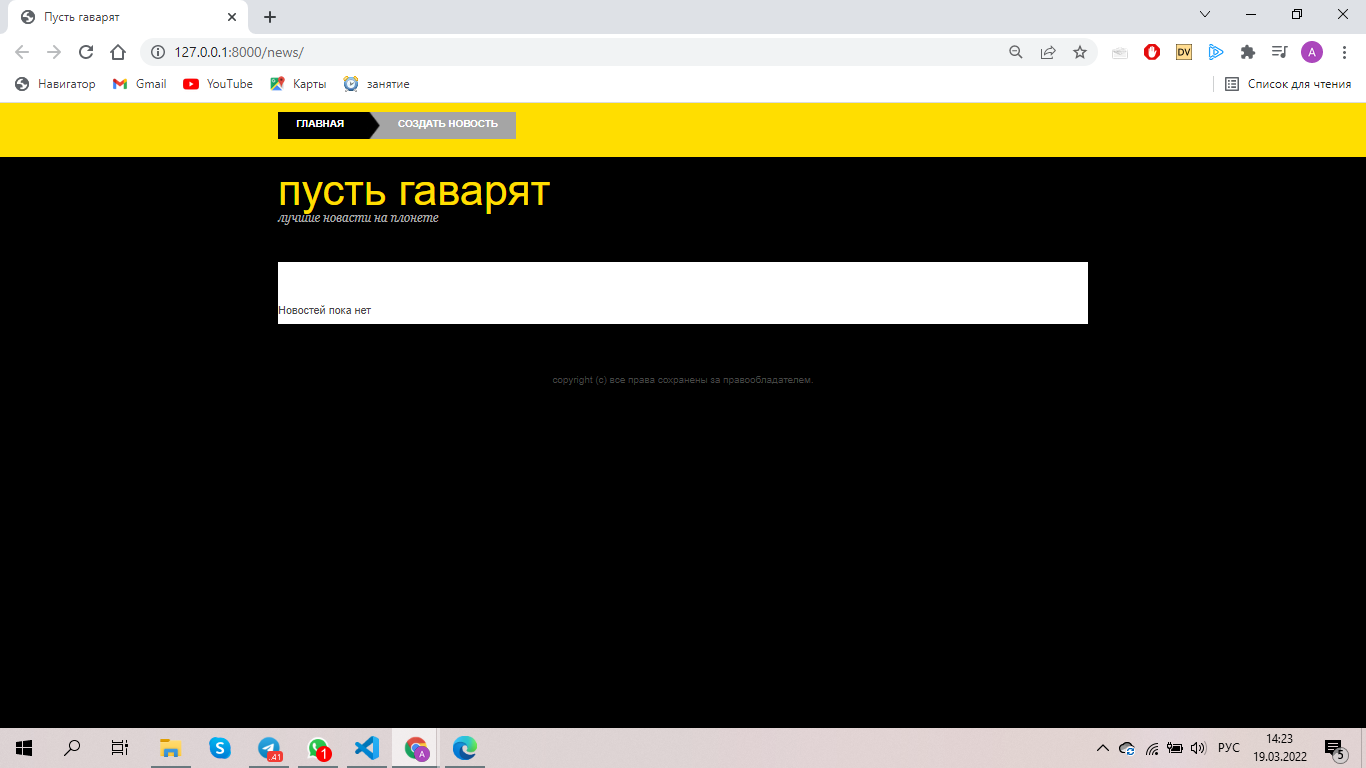 Пусть гаварят
127.0.0.1:8000/news/
DV
A
Навигатор
Gmail
YouTube
Карты
занятие
Список для чтения
ГЛАВНАЯ
СОЗДАТЬ НОВОСТЬ
пусть гаварят
лучшие новасти на плонете
Новостей пока нет
copyright (c) все права сохранены за правообладателем.
S
41
1
A
РУС
14:23
19.03.2022
5